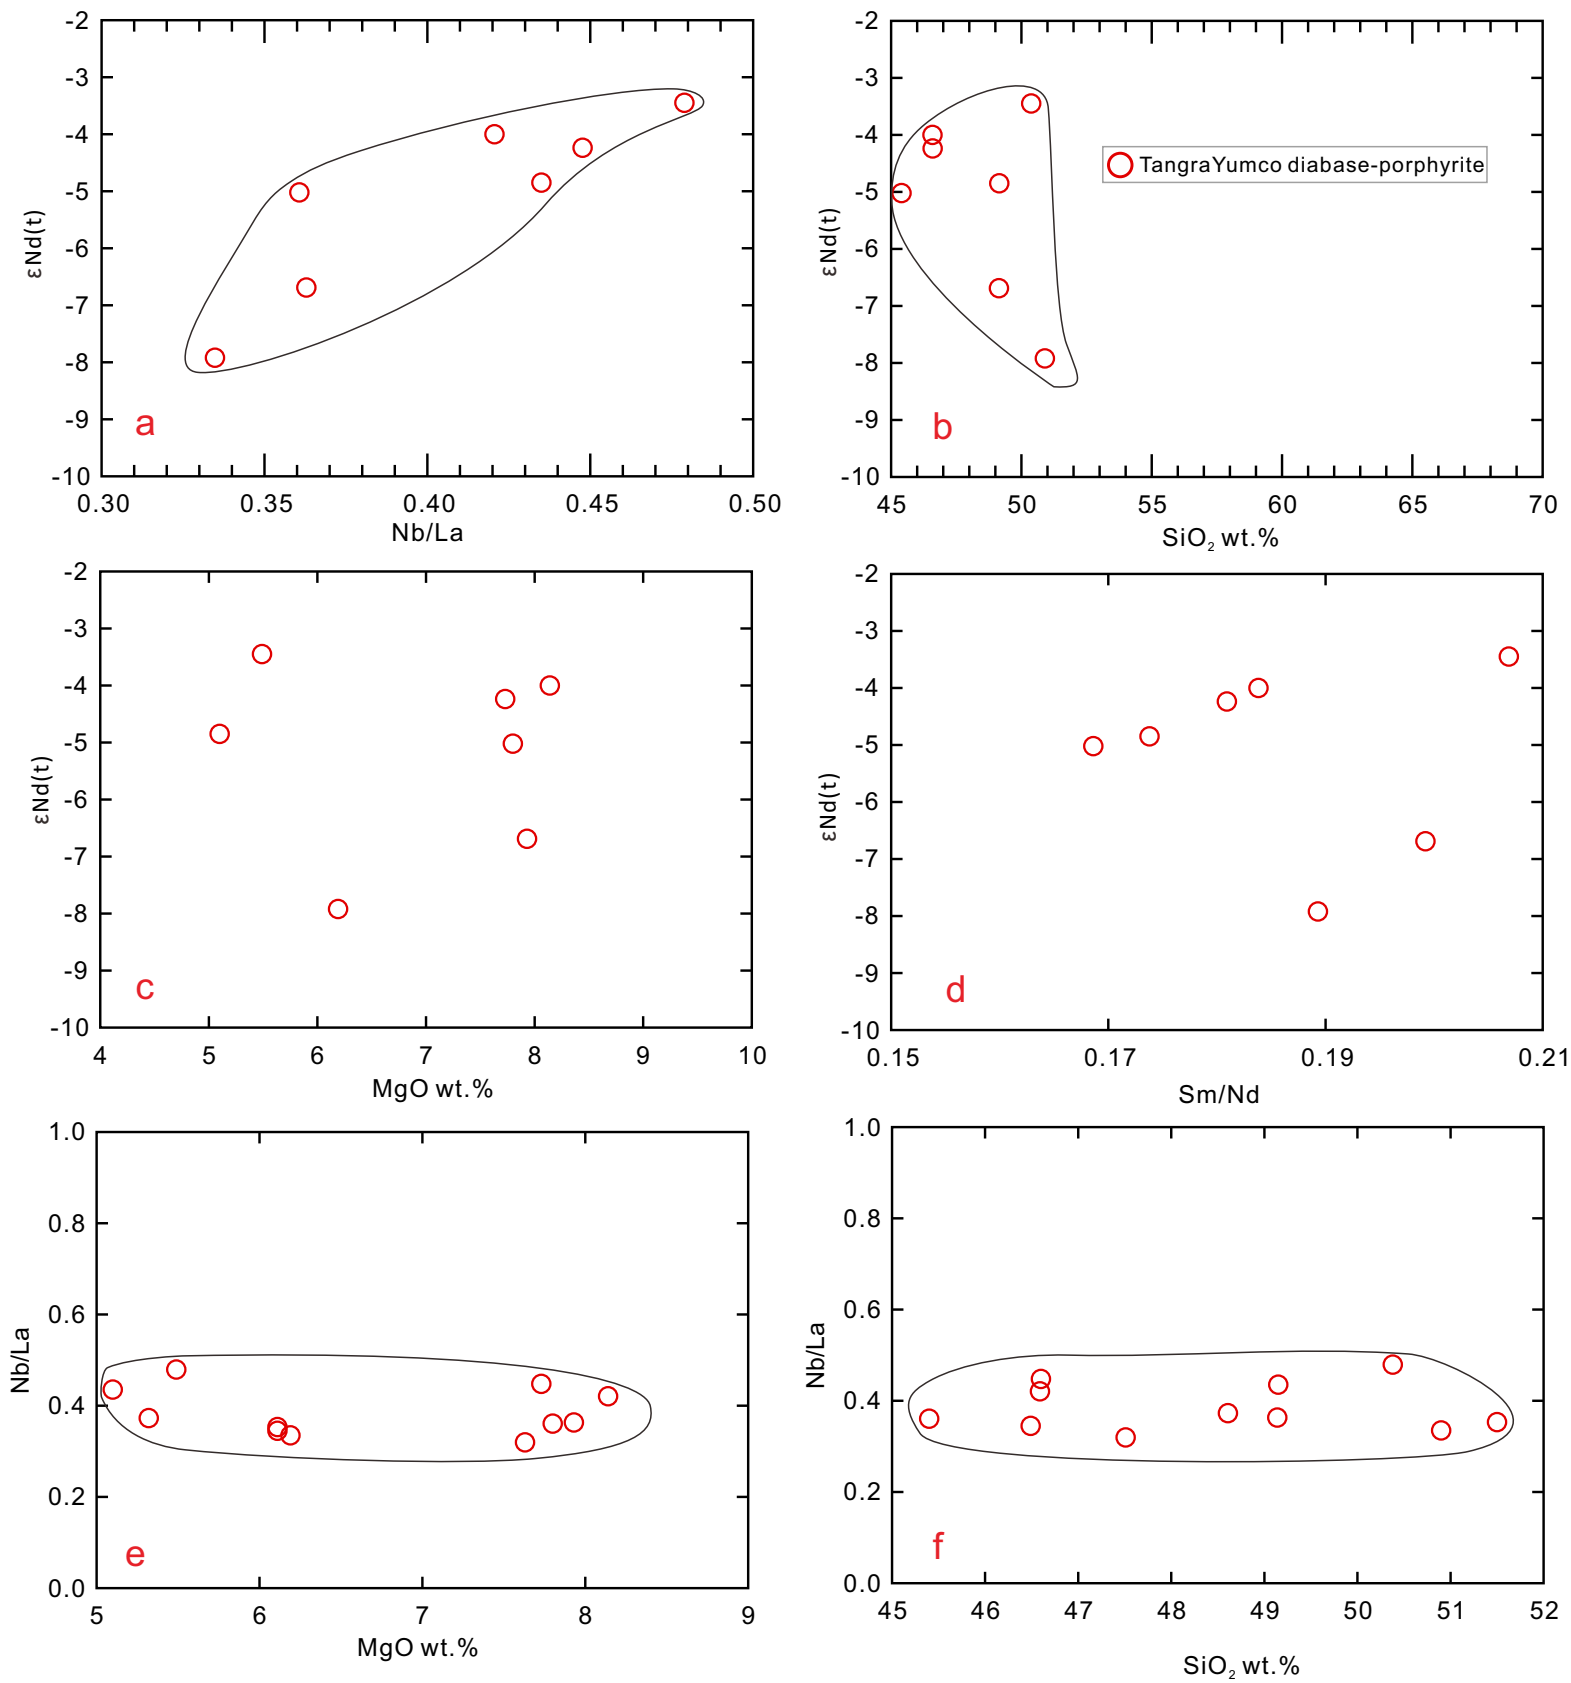 -2
-3
-4
-5
-6
-7
-8
-9
-10
εNd(t)
a
0.30 0.35 0.40 0.45 0.50
Nb/La
-2
-3
-4
-5
-6
-7
-8
-9
-10
εNd(t)
TangraYumco diabase-porphyrite
b
45 50 55 60 65 70
SiO₂ wt.%
-2
-3
-4
-5
-6
-7
-8
-9
-10
εNd(t)
c
4 5 6 7 8 9 10
MgO wt.%
-2
-3
-4
-5
-6
-7
-8
-9
-10
εNd(t)
d
0.15 0.17 0.19 0.21
Sm/Nd
1.0
0.8
0.6
0.4
0.2
0.0
Nb/La
e
5 6 7 8 9
MgO wt.%
1.0
0.8
0.6
0.4
0.2
0.0
Nb/La
f
45 46 47 48 49 50 51 52
SiO₂ wt.%